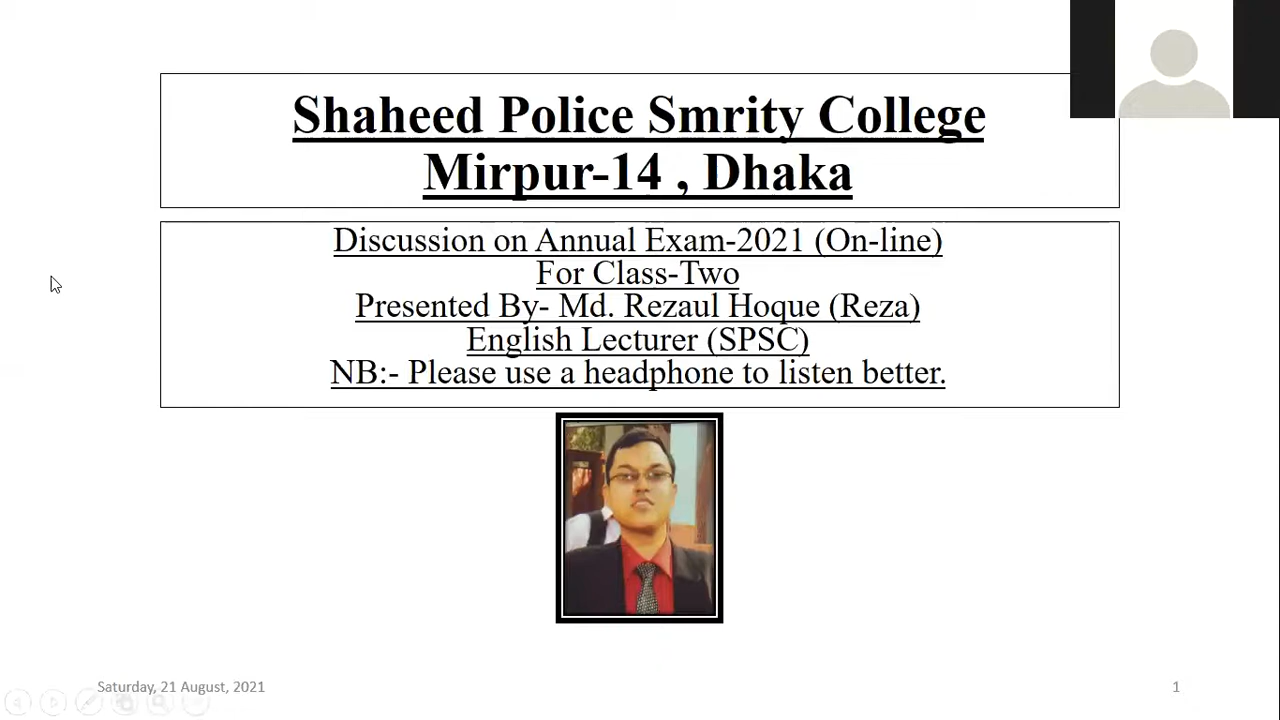 Shaheed Police Smrity College
Mirpur-14 , Dhaka
Discussion on Annual Exam-2021 (On-line)
For Class-Two
Presented By- Md. Rezaul Hoque (Reza)
English Lecturer (SPSC)
NB:- Please use a headphone to listen better.
Saturday, 21 August, 2021
1